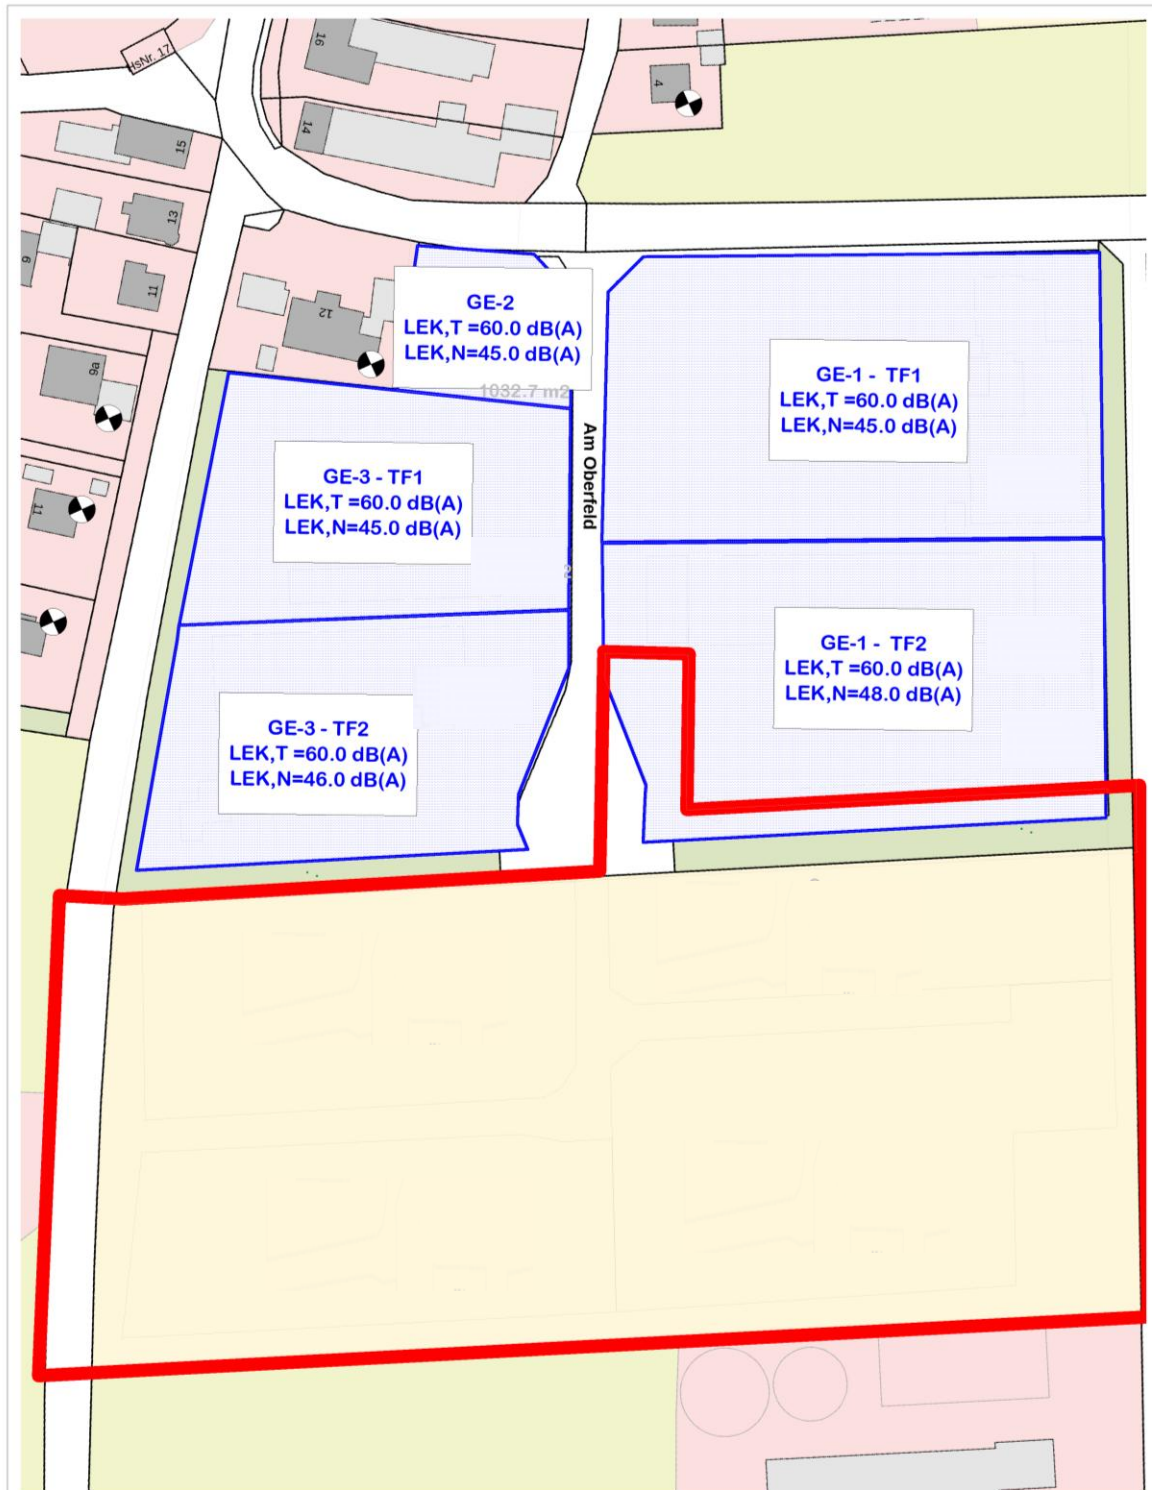 HsNr. 17
16
4
14
15
13
9
11
12
9a
11
GE-2
LEK,T =60.0 dB(A)
LEK,N=45.0 dB(A)
1032.7 m2
GE-1 - TF1
LEK,T =60.0 dB(A)
LEK,N=45.0 dB(A)
Am Oberfeld
GE-3 - TF1
LEK,T =60.0 dB(A)
LEK,N=45.0 dB(A)
GE-1 - TF2
LEK,T =60.0 dB(A)
LEK,N=48.0 dB(A)
GE-3 - TF2
LEK,T =60.0 dB(A)
LEK,N=46.0 dB(A)